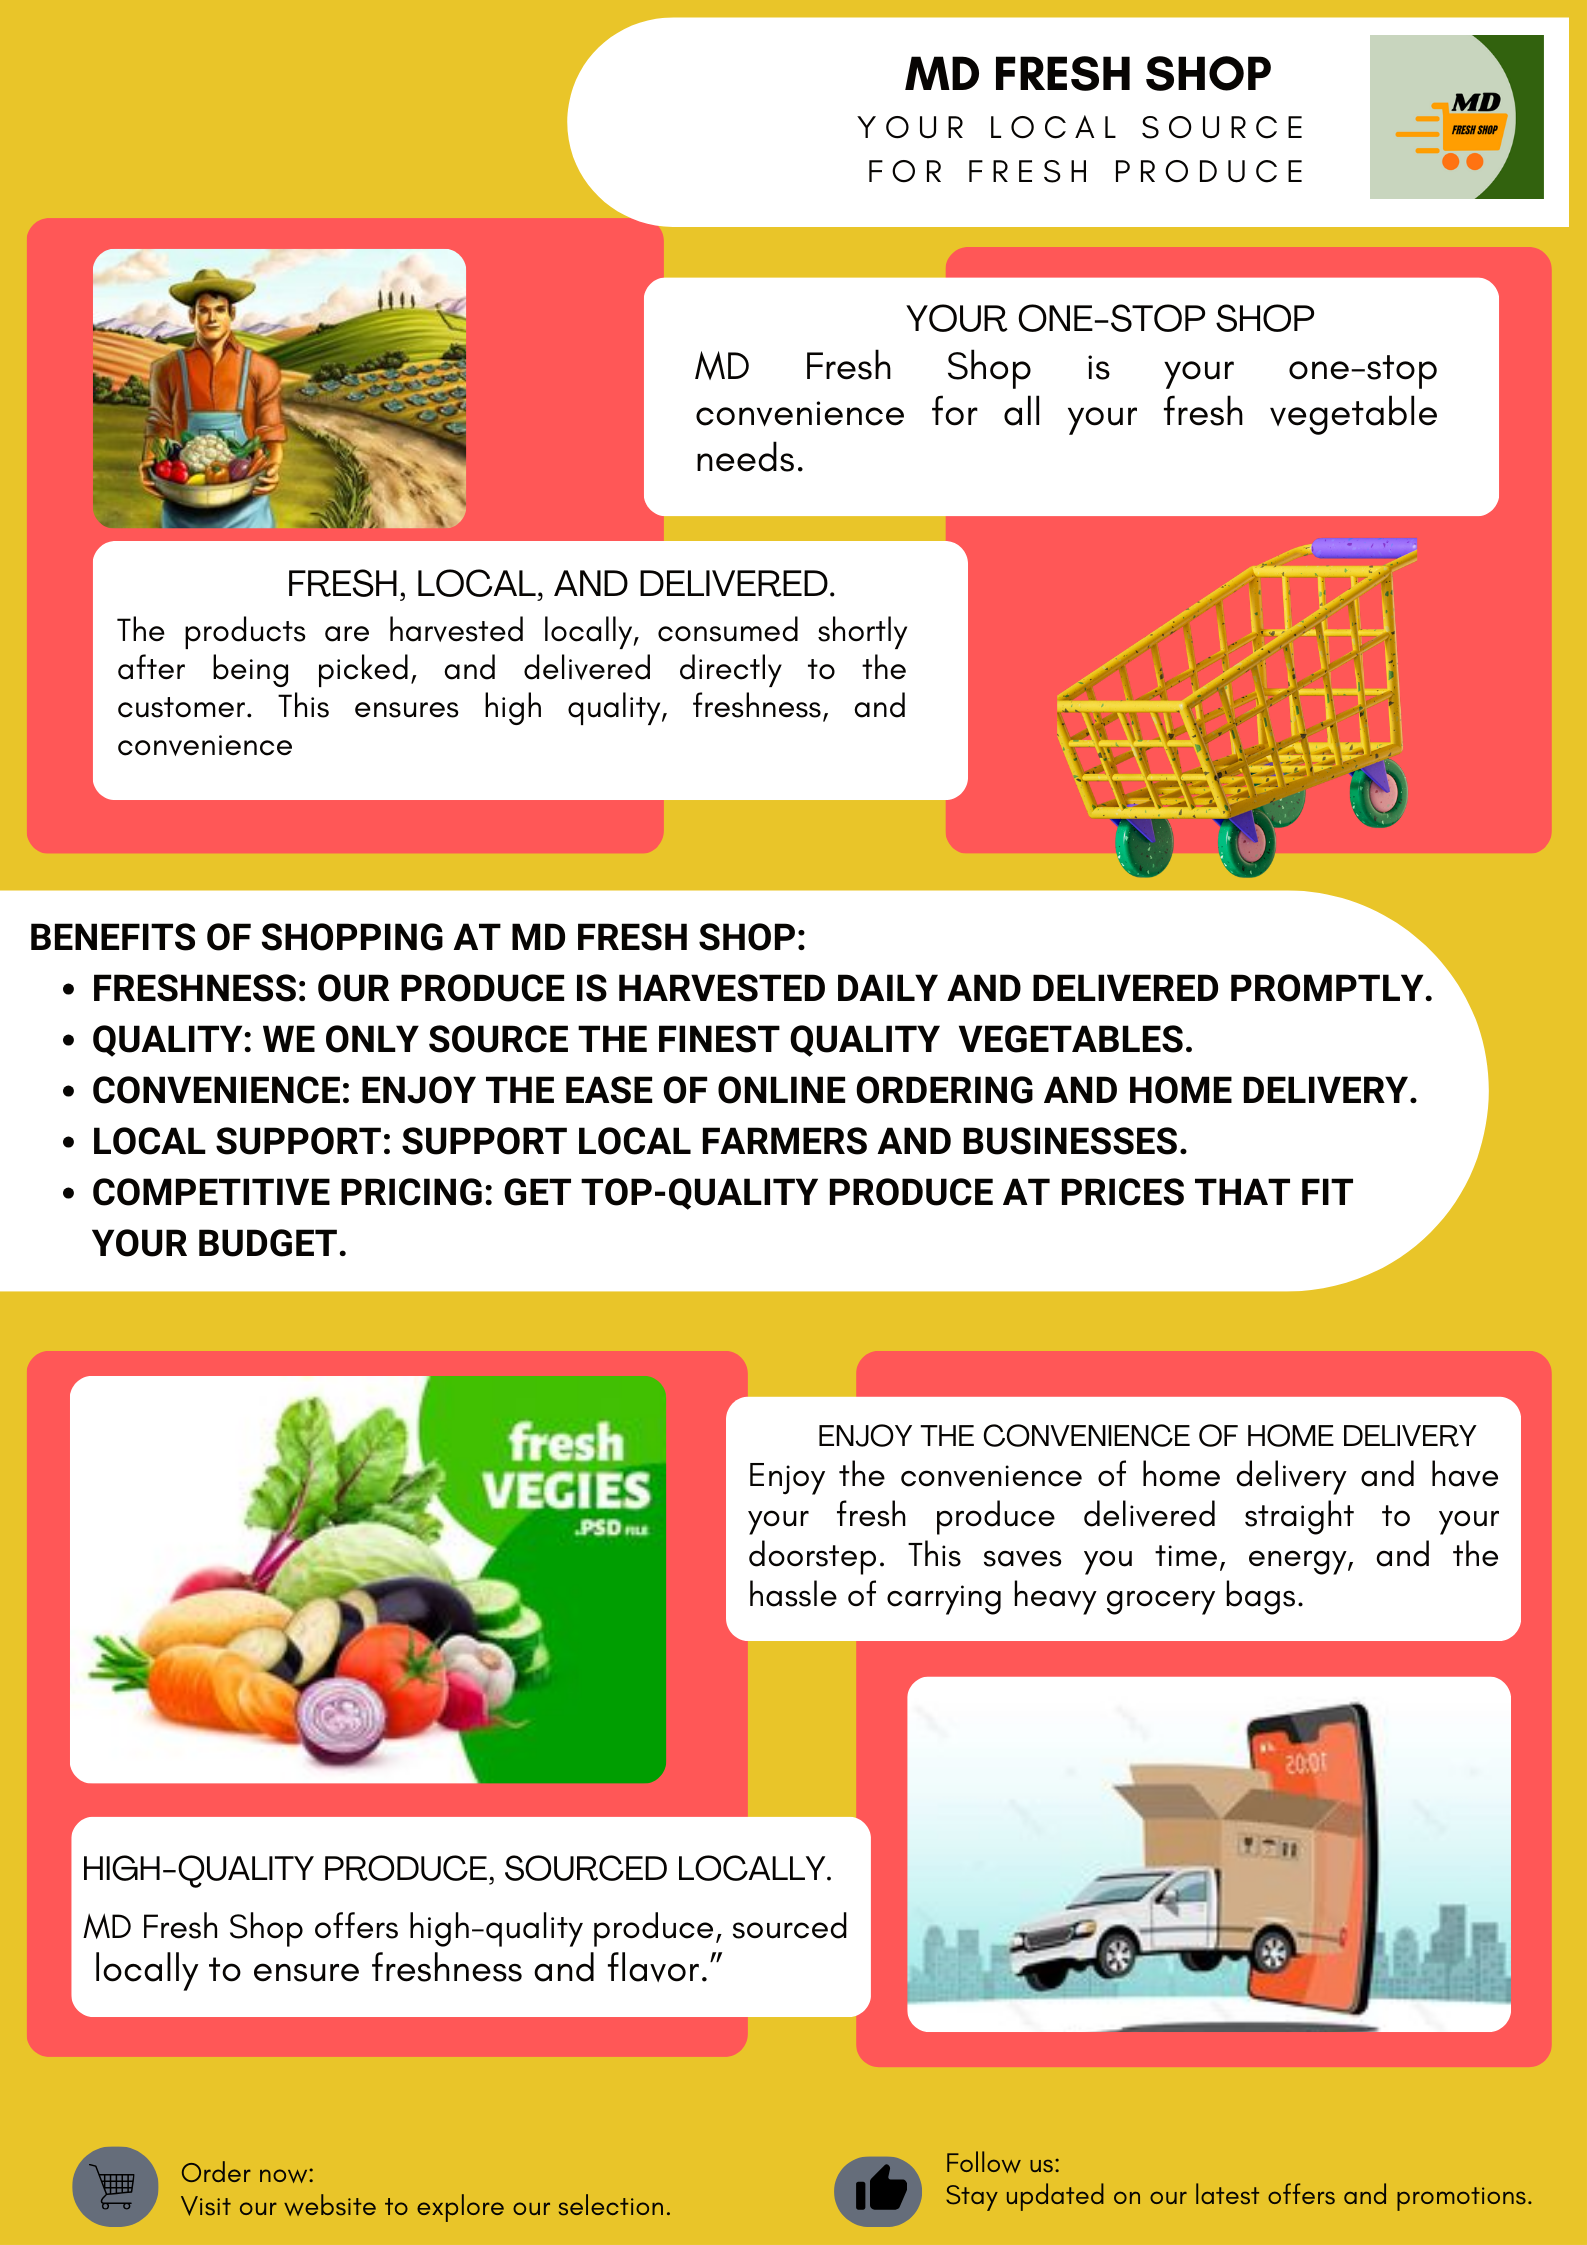 MD FRESH SHOP
YOUR LOCAL SOURCE
FOR FRESH PRODUCE
MD
FRESH SHOP
YOUR ONE-STOP SHOP
MD Fresh Shop is your one-stop
convenience for all your fresh vegetable
needs.
FRESH, LOCAL, AND DELIVERED.
The products are harvested locally, consumed shortly
after being picked, and delivered directly to the
customer. This ensures high quality, freshness, and
convenience
BENEFITS OF SHOPPING AT MD FRESH SHOP:
• FRESHNESS: OUR PRODUCE IS HARVESTED DAILY AND DELIVERED PROMPTLY.
• QUALITY: WE ONLY SOURCE THE FINEST QUALITY VEGETABLES.
• CONVENIENCE: ENJOY THE EASE OF ONLINE ORDERING AND HOME DELIVERY.
• LOCAL SUPPORT: SUPPORT LOCAL FARMERS AND BUSINESSES.
• COMPETITIVE PRICING: GET TOP-QUALITY PRODUCE AT PRICES THAT FIT
YOUR BUDGET.
fresh
VEGIES
.PSD FILE
ENJOY THE CONVENIENCE OF HOME DELIVERY
Enjoy the convenience of home delivery and have
your fresh produce delivered straight to your
doorstep. This saves you time, energy, and the
hassle of carrying heavy grocery bags.
HIGH-QUALITY PRODUCE, SOURCED LOCALLY.
MD Fresh Shop offers high-quality produce, sourced
locally to ensure freshness and flavor.”
Order now:
Visit our website to explore our selection.
Follow us:
Stay updated on our latest offers and promotions.